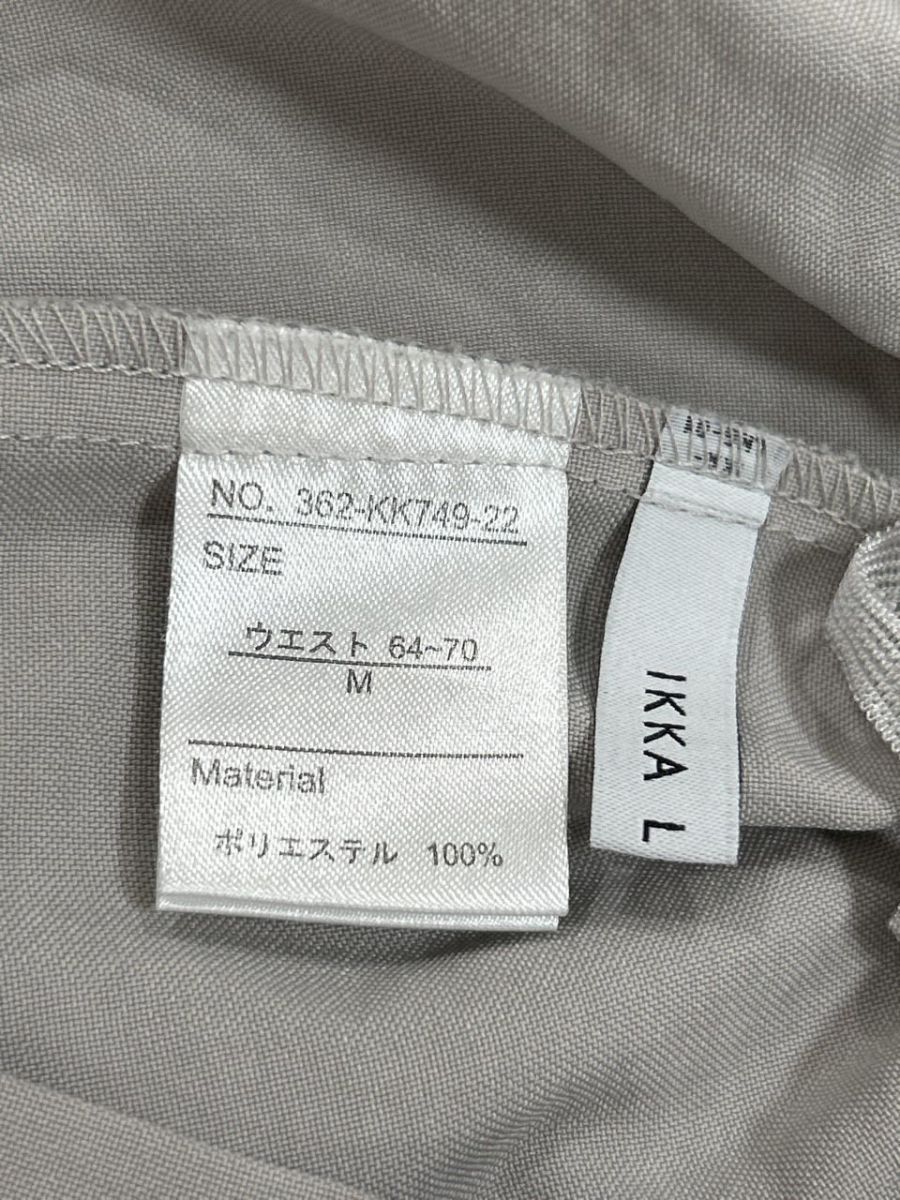 NO. 362-KK749-22
SIZE
ウエスト 64~70
M
Material
ポリエステル 100%
IKKA L